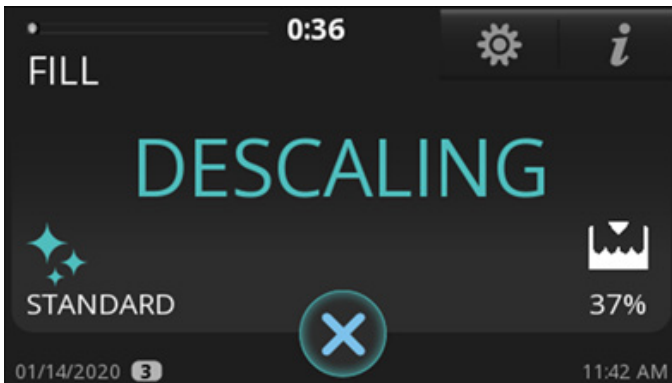 0:36
FILL
i
DESCALING
STANDARD
37%
01/14/2020 3
11:42 AM